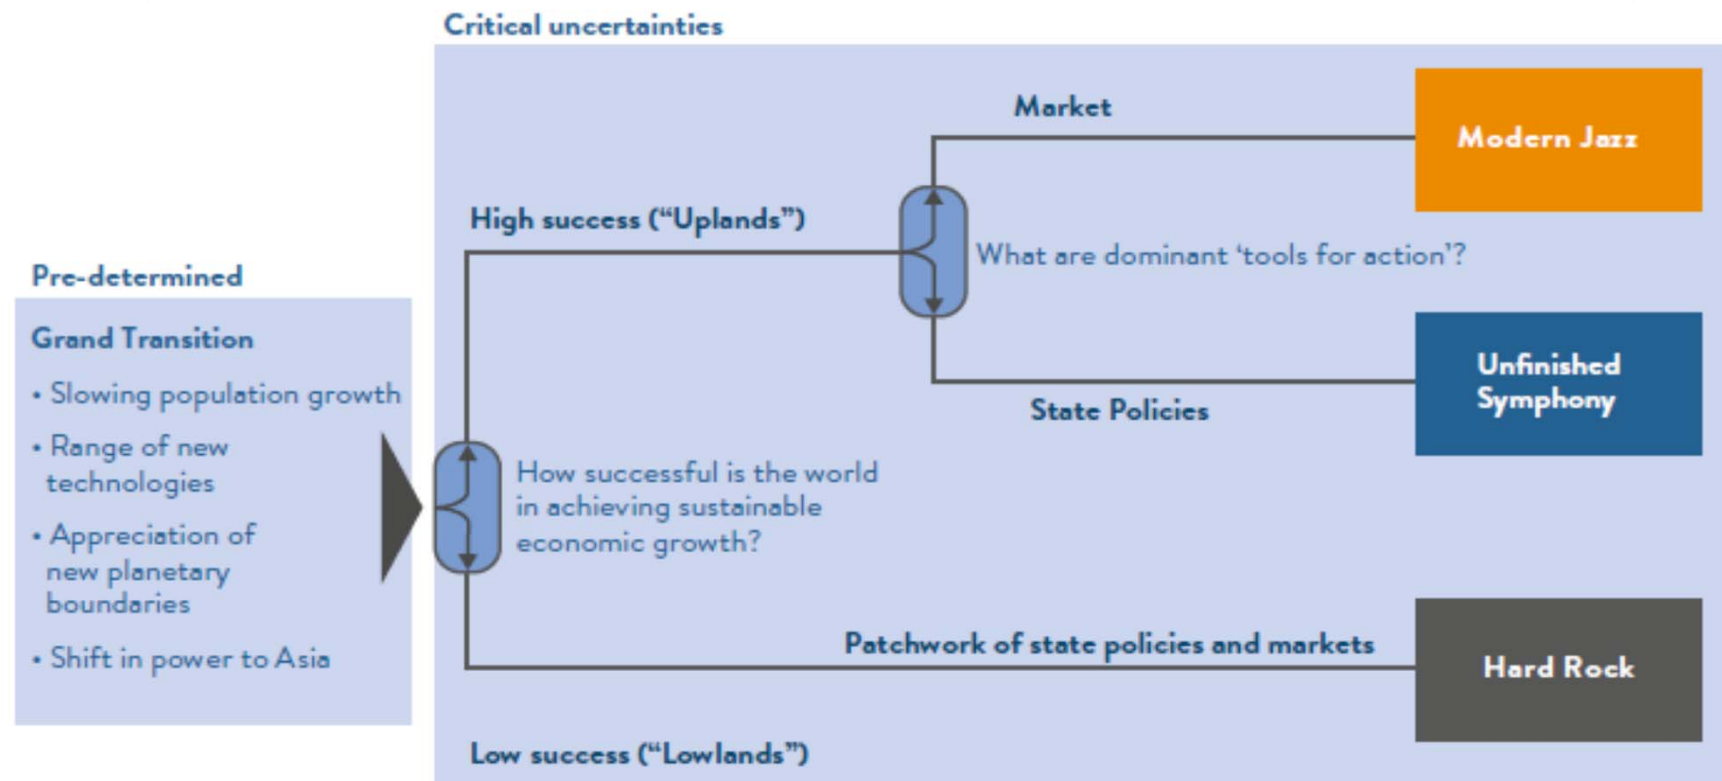 Critical uncertainties
Market
Modern Jazz
High success (“Uplands”)
What are dominant ‘tools for action’?
Pre-determined
Grand Transition
• Slowing population growth
• Range of new
technologies
• Appreciation of
new planetary
boundaries
• Shift in power to Asia
Unfinished
Symphony
State Policies
How successful is the world
in achieving sustainable
economic growth?
Patchwork of state policies and markets
Hard Rock
Low success (“Lowlands”)